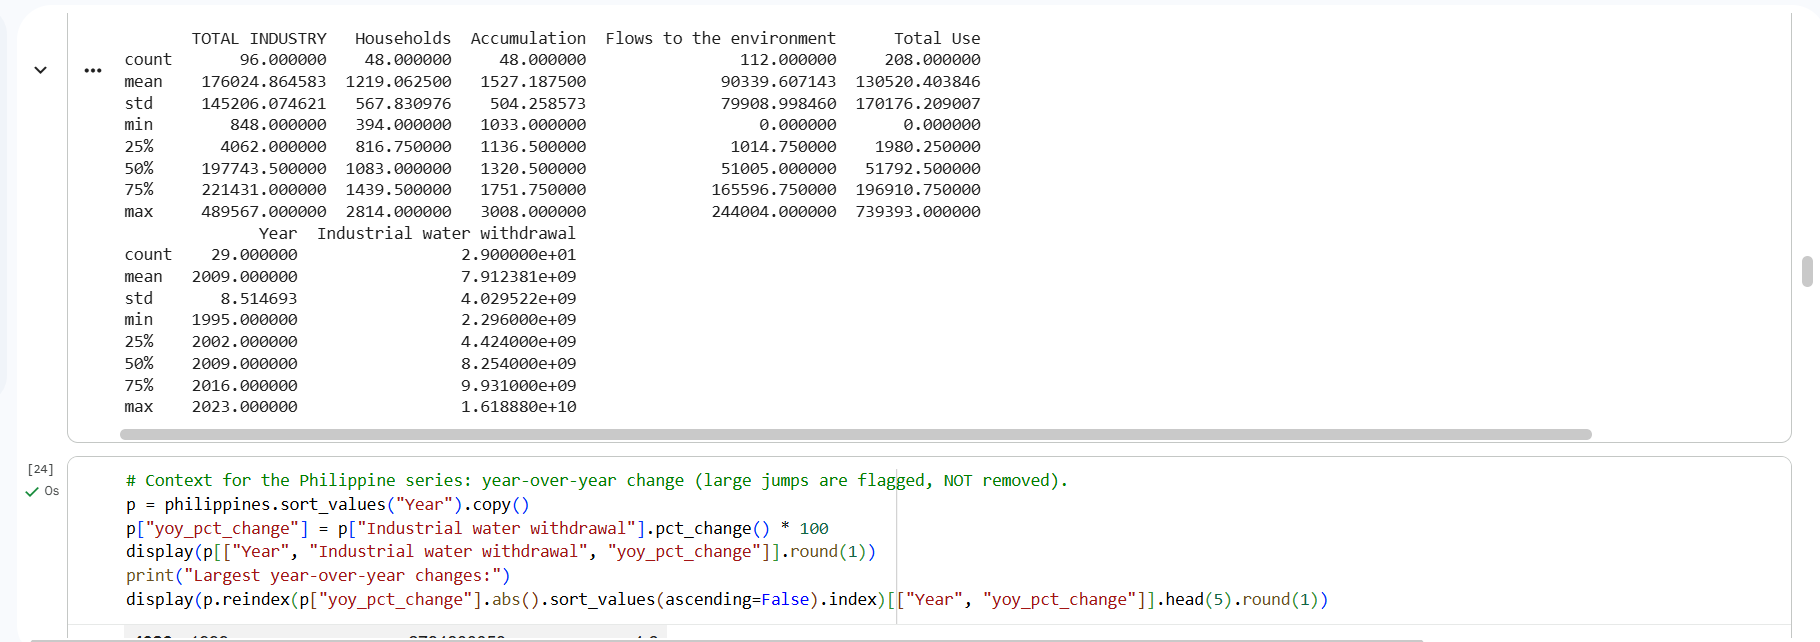 TOTAL INDUSTRY Households Accumulation Flows to the environment Total Use
count 96.000000 48.000000 48.000000 112.000000 208.000000
mean 176024.864583 1219.062500 1527.187500 90339.607143 130520.403846
std 145206.074621 567.830976 504.258573 79908.998460 170176.209007
min 848.000000 394.000000 1033.000000 0.000000 0.000000
25% 4062.000000 816.750000 1136.500000 1014.750000 1980.250000
50% 197743.500000 1083.000000 1320.500000 51005.000000 51792.500000
75% 221431.000000 1439.500000 1751.750000 165596.750000 196910.750000
max 489567.000000 2814.000000 3008.000000 244004.000000 739393.000000
Year Industrial water withdrawal
count 29.000000 2.900000e+01
mean 2009.000000 7.912381e+09
std 8.514693 4.029522e+09
min 1995.000000 2.296000e+09
25% 2002.000000 4.424000e+09
50% 2009.000000 8.254000e+09
75% 2016.000000 9.931000e+09
max 2023.000000 1.618880e+10
[24]
0s
# Context for the Philippine series: year-over-year change (large jumps are flagged, NOT removed).
p = philippines.sort_values("Year").copy()
p["yoy_pct_change"] = p["Industrial water withdrawal"].pct_change() * 100
display(p[["Year", "Industrial water withdrawal", "yoy_pct_change"]].round(1))
print("Largest year-over-year changes:")
display(p.reindex(p["yoy_pct_change"].abs().sort_values(ascending=False).index)[["Year", "yoy_pct_change"]].head(5).round(1))